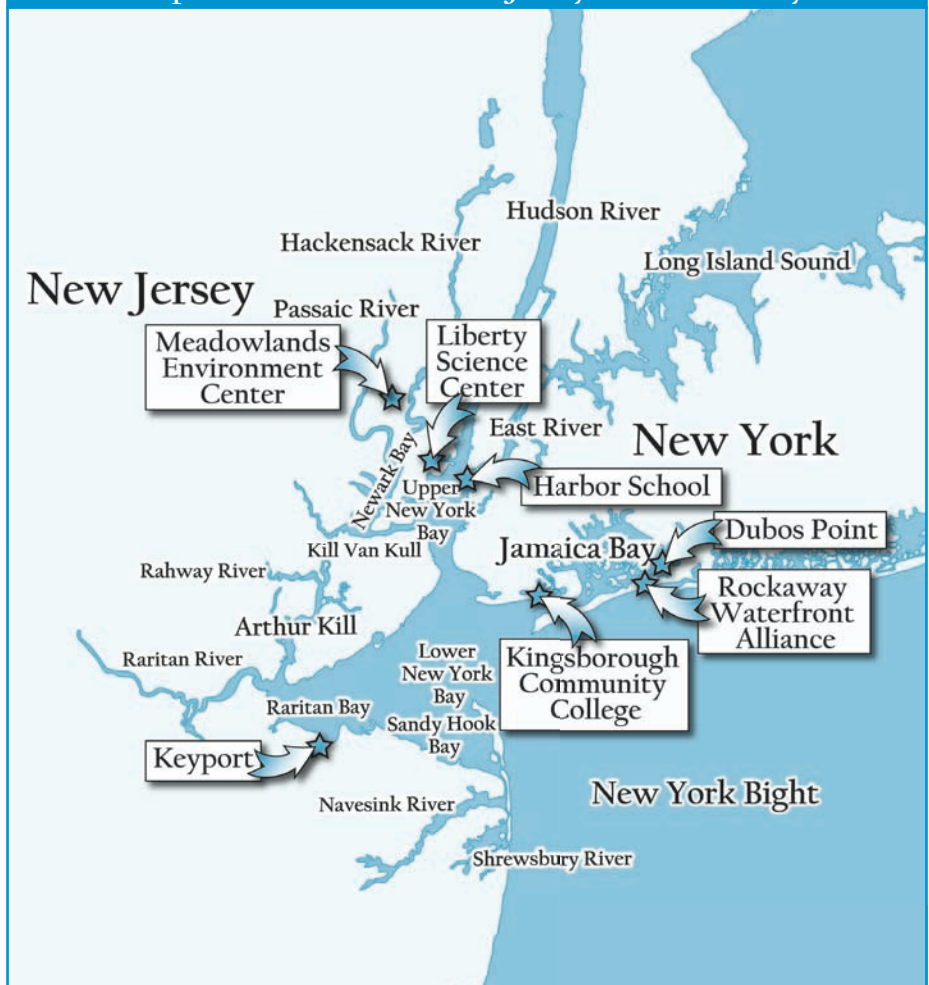 Hudson River
Hackensack River
Long Island Sound
New Jersey
Passaic River
Meadowlands
Environment
Center
Liberty
Science
Center
East River
New York
Newark Bay
Upper
New York
Bay
Harbor School
Kill Van Kull
Jamaica Bay
Dubos Point
Rahway River
Rockaway
Waterfront
Alliance
Arthur Kill
Raritan River
Lower
New York
Bay
Kingsborough
Community
College
Raritan Bay
Sandy Hook
Bay
Keyport
Navesink River
New York Bight
Shrewsbury River